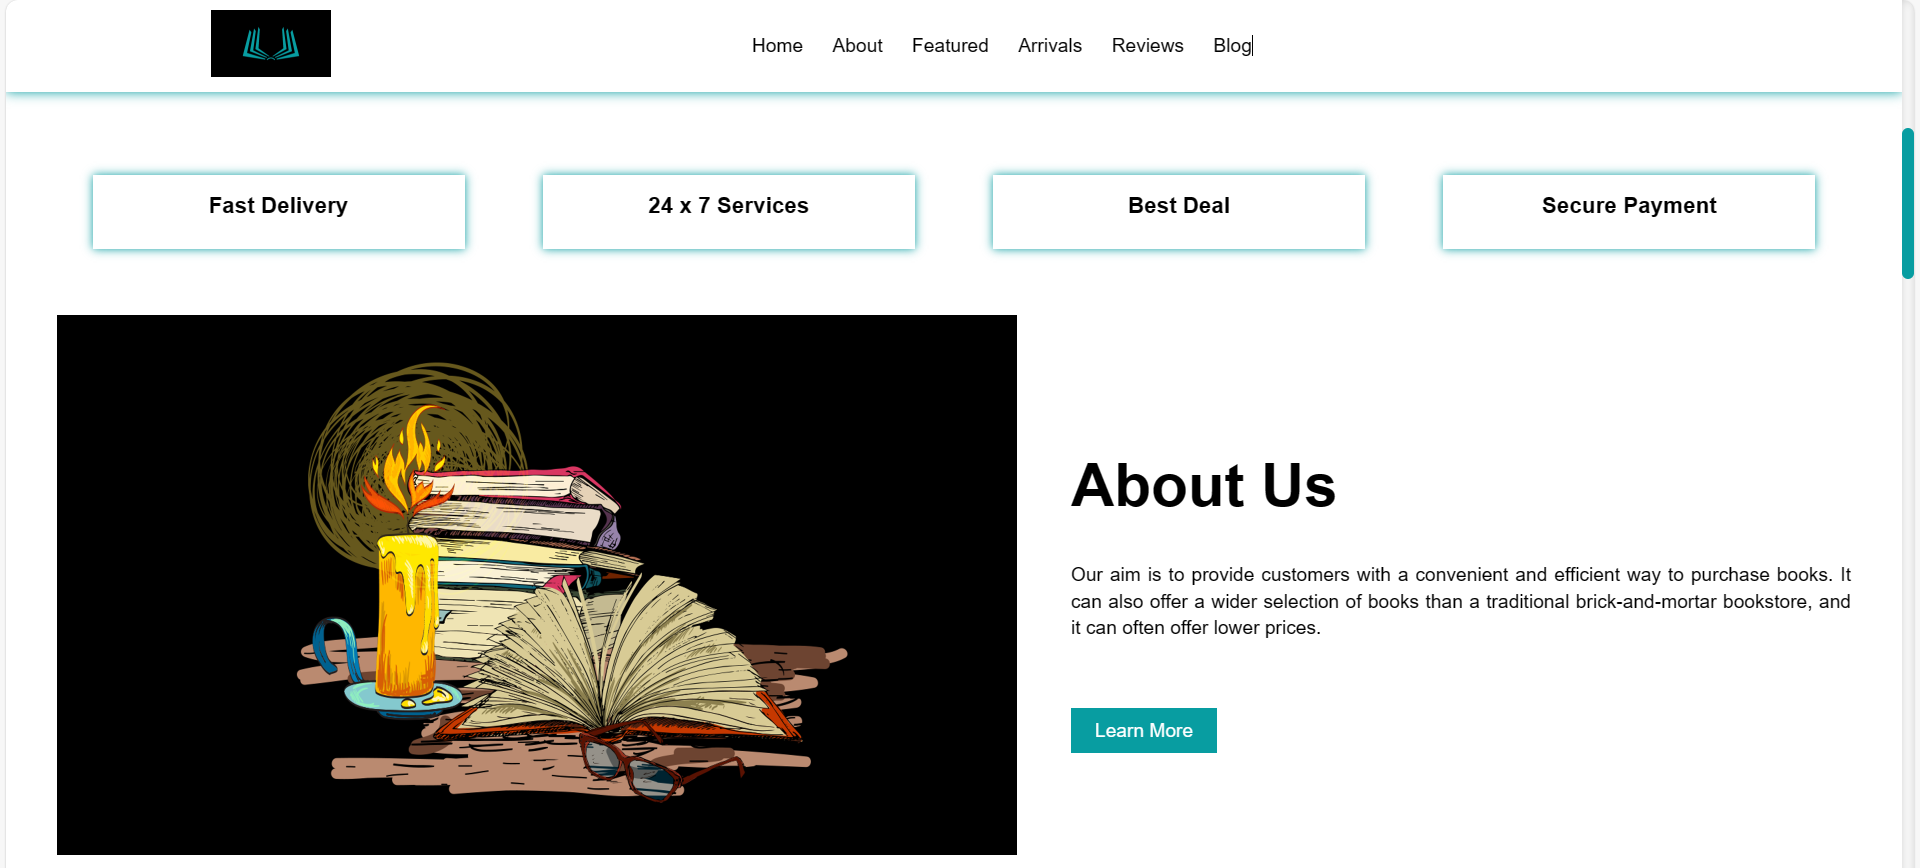 Home About Featured Arrivals Reviews Blog
Fast Delivery
24 x 7 Services
Best Deal
Secure Payment
About Us
Our aim is to provide customers with a convenient and efficient way to purchase books. It
can also offer a wider selection of books than a traditional brick-and-mortar bookstore, and
it can often offer lower prices.
Learn More